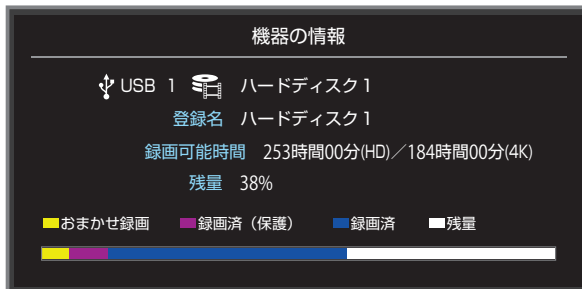 機器の情報
USB 1 ハードディスク1
登録名 ハードディスク1
録画可能時間 253時間00分(HD)／184時間00分(4K)
残量 38%
おまかせ録画 録画済（保護） 録画済 残量